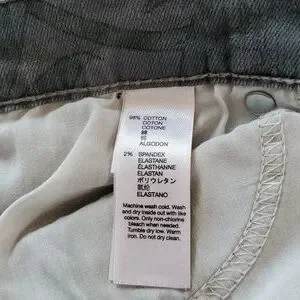 98% COTTON
COTON
COTONE
綿
棉
ALGODON
2% SPANDEX
ELASTANE
ÉLASTHANNE
ELASTAN
ポリウレタン
氨纶
ELASTANO
Machine wash cold. Wash
and dry inside out with like
colors. Only non-chlorine
bleach when needed.
Tumble dry low. Warm
iron. Do not dry clean.